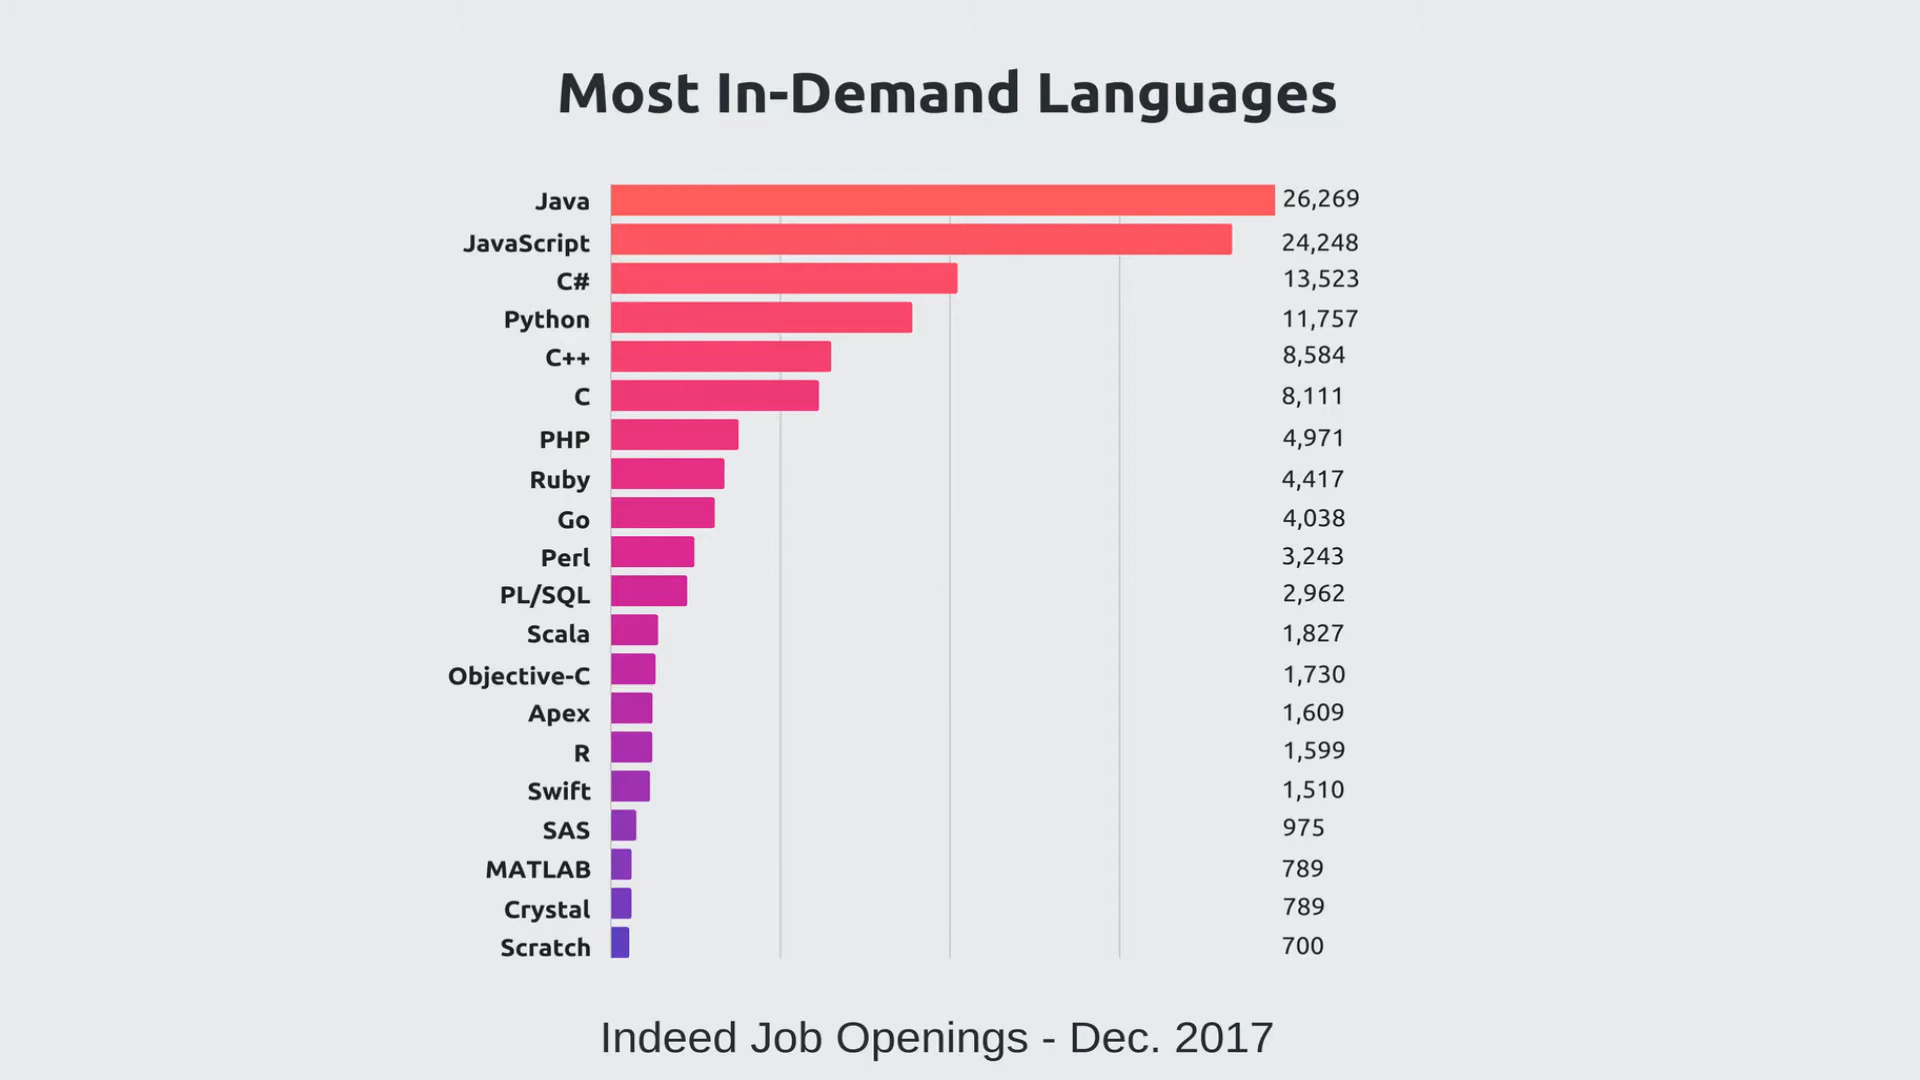 Most In-Demand Languages
Java 26,269
JavaScript 24,248
C# 13,523
Python 11,757
C++ 8,584
C 8,111
PHP 4,971
Ruby 4,417
Go 4,038
Perl 3,243
PL/SQL 2,962
Scala 1,827
Objective-C 1,730
Apex 1,609
R 1,599
Swift 1,510
SAS 975
MATLAB 789
Crystal 789
Scratch 700
Indeed Job Openings - Dec. 2017